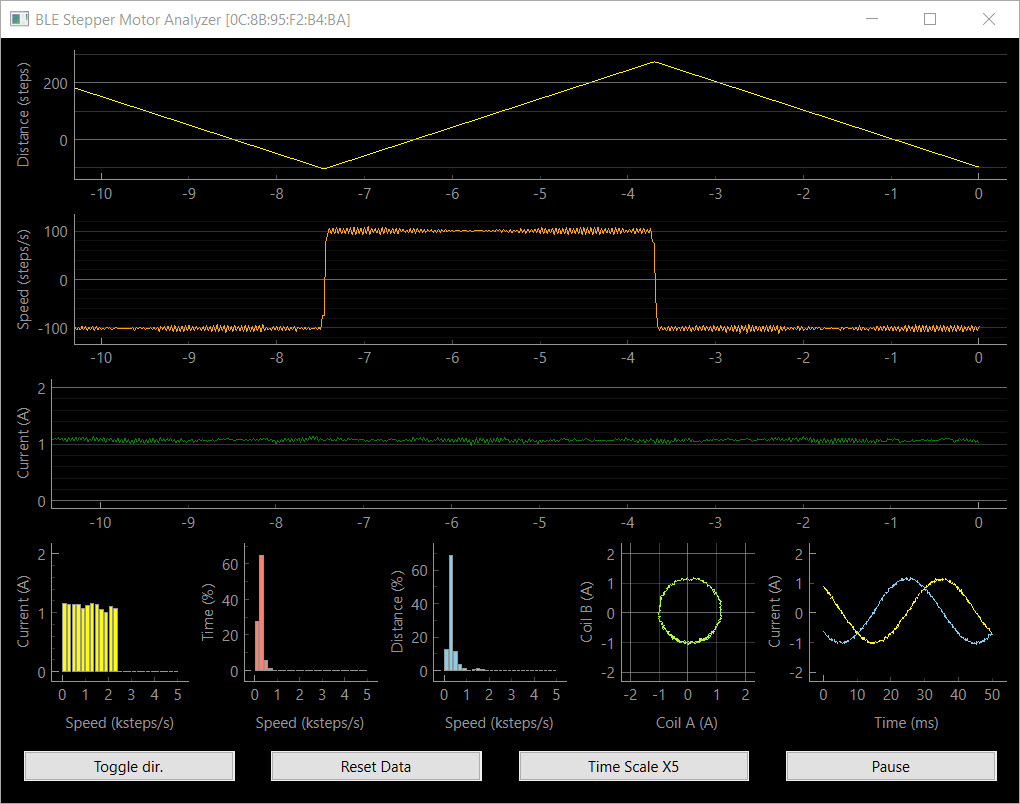 BLE Stepper Motor Analyzer [0C:8B:95:F2:B4:BA]
Distance (steps)
200
0
-10 -9 -8 -7 -6 -5 -4 -3 -2 -1 0
Speed (steps/s)
100
0
-100
-10 -9 -8 -7 -6 -5 -4 -3 -2 -1 0
Current (A)
2
1
0
-10 -9 -8 -7 -6 -5 -4 -3 -2 -1 0
Current (A)
2
1
0
0 1 2 3 4 5
Speed (ksteps/s)
Time (%)
60
40
20
0
0 1 2 3 4 5
Speed (ksteps/s)
Distance (%)
60
40
20
0
0 1 2 3 4 5
Speed (ksteps/s)
Coil B (A)
2
1
0
-1
-2
-2 -1 0 1 2
Coil A (A)
Current (A)
2
1
0
-1
-2
0 10 20 30 40 50
Time (ms)
Toggle dir. Reset Data Time Scale X5 Pause